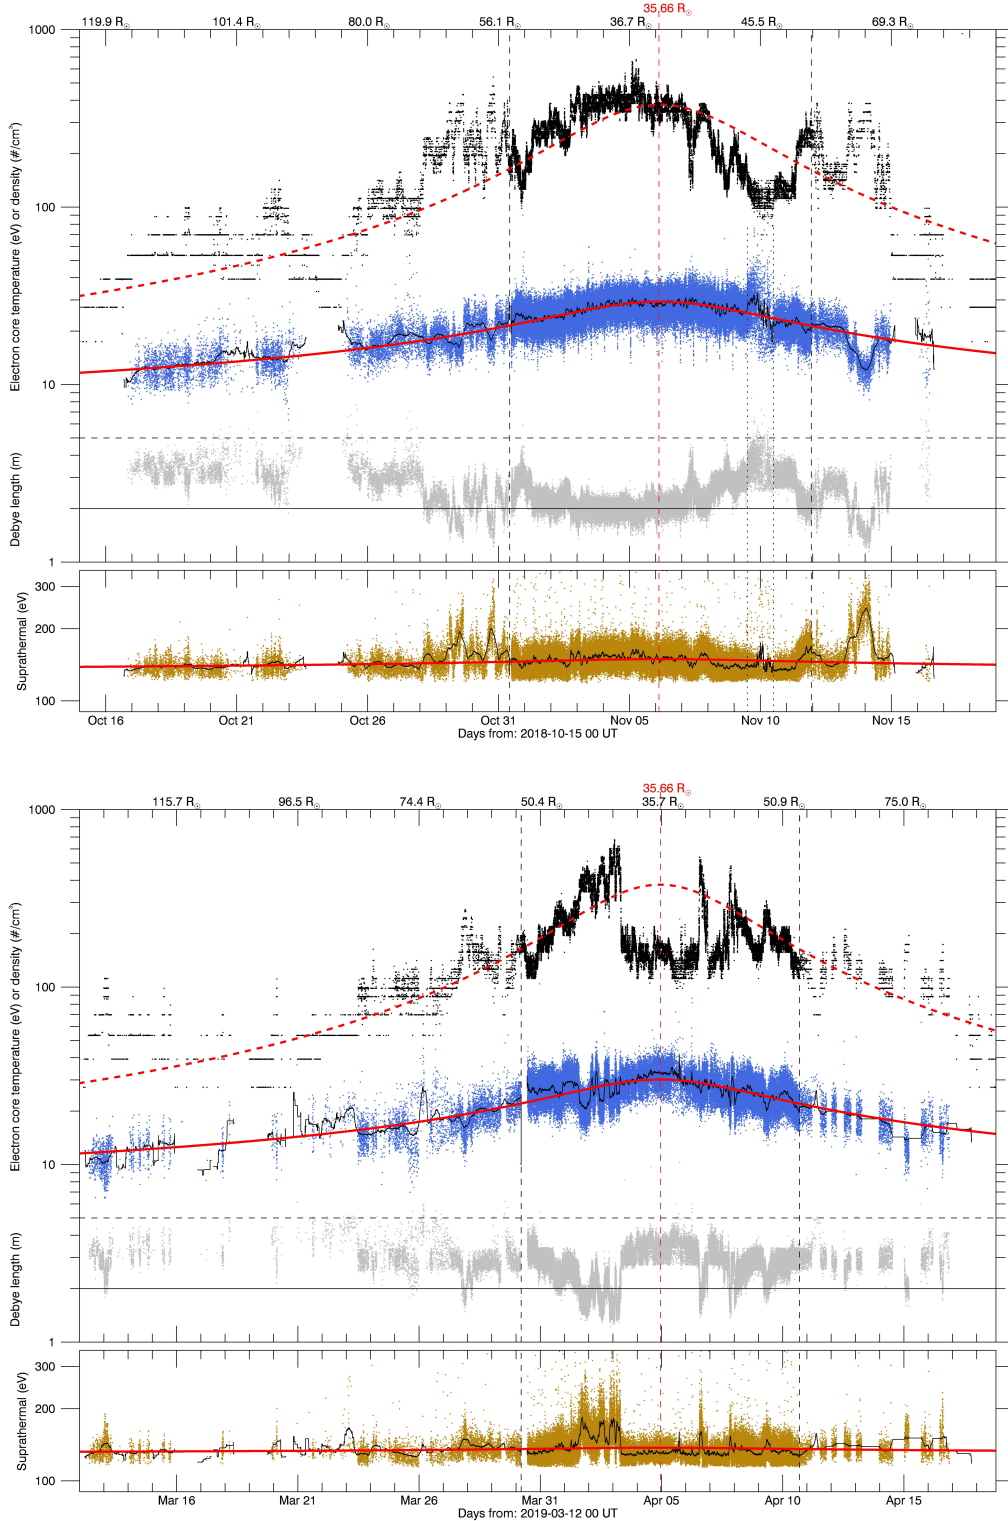 35.66 R☉
119.9 R☉ 101.4 R☉ 80.0 R☉ 56.1 R☉ 36.7 R☉ 45.5 R☉ 69.3 R☉
1000
100
10
1
Electron core temperature (eV) or density (#/cm³)
Debye length (m)
300
200
100
Suprathermal (eV)
Oct 16 Oct 21 Oct 26 Oct 31 Nov 05 Nov 10 Nov 15
Days from: 2018-10-15 00 UT
35.66 R☉
115.7 R☉ 96.5 R☉ 74.4 R☉ 50.4 R☉ 35.7 R☉ 50.9 R☉ 75.0 R☉
1000
100
10
1
Electron core temperature (eV) or density (#/cm³)
Debye length (m)
300
200
100
Suprathermal (eV)
Mar 16 Mar 21 Mar 26 Mar 31 Apr 05 Apr 10 Apr 15
Days from: 2019-03-12 00 UT